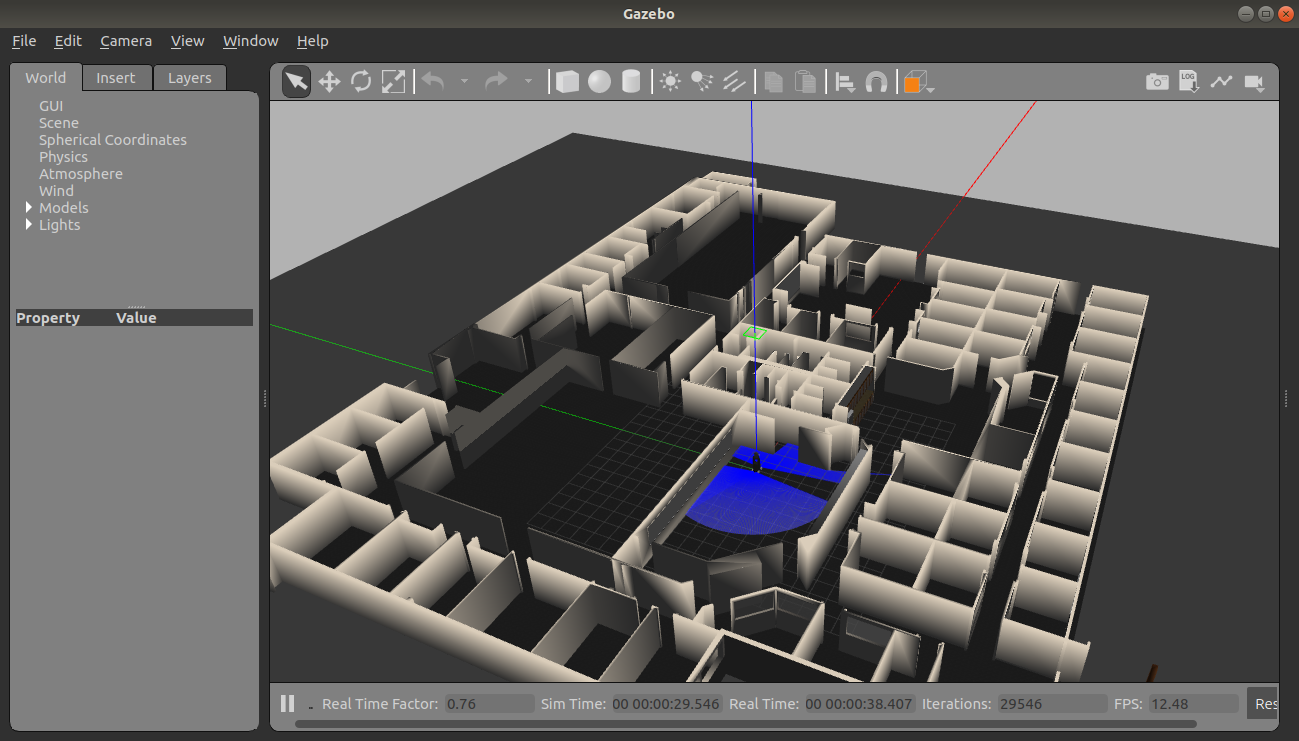 Gazebo
File Edit Camera View Window Help
World Insert Layers
GUI
Scene
Spherical Coordinates
Physics
Atmosphere
Wind
Models
Lights
Property Value
LOG
Real Time Factor: 0.76 Sim Time: 00 00:00:29.546 Real Time: 00 00:00:38.407 Iterations: 29546 FPS: 12.48 Res